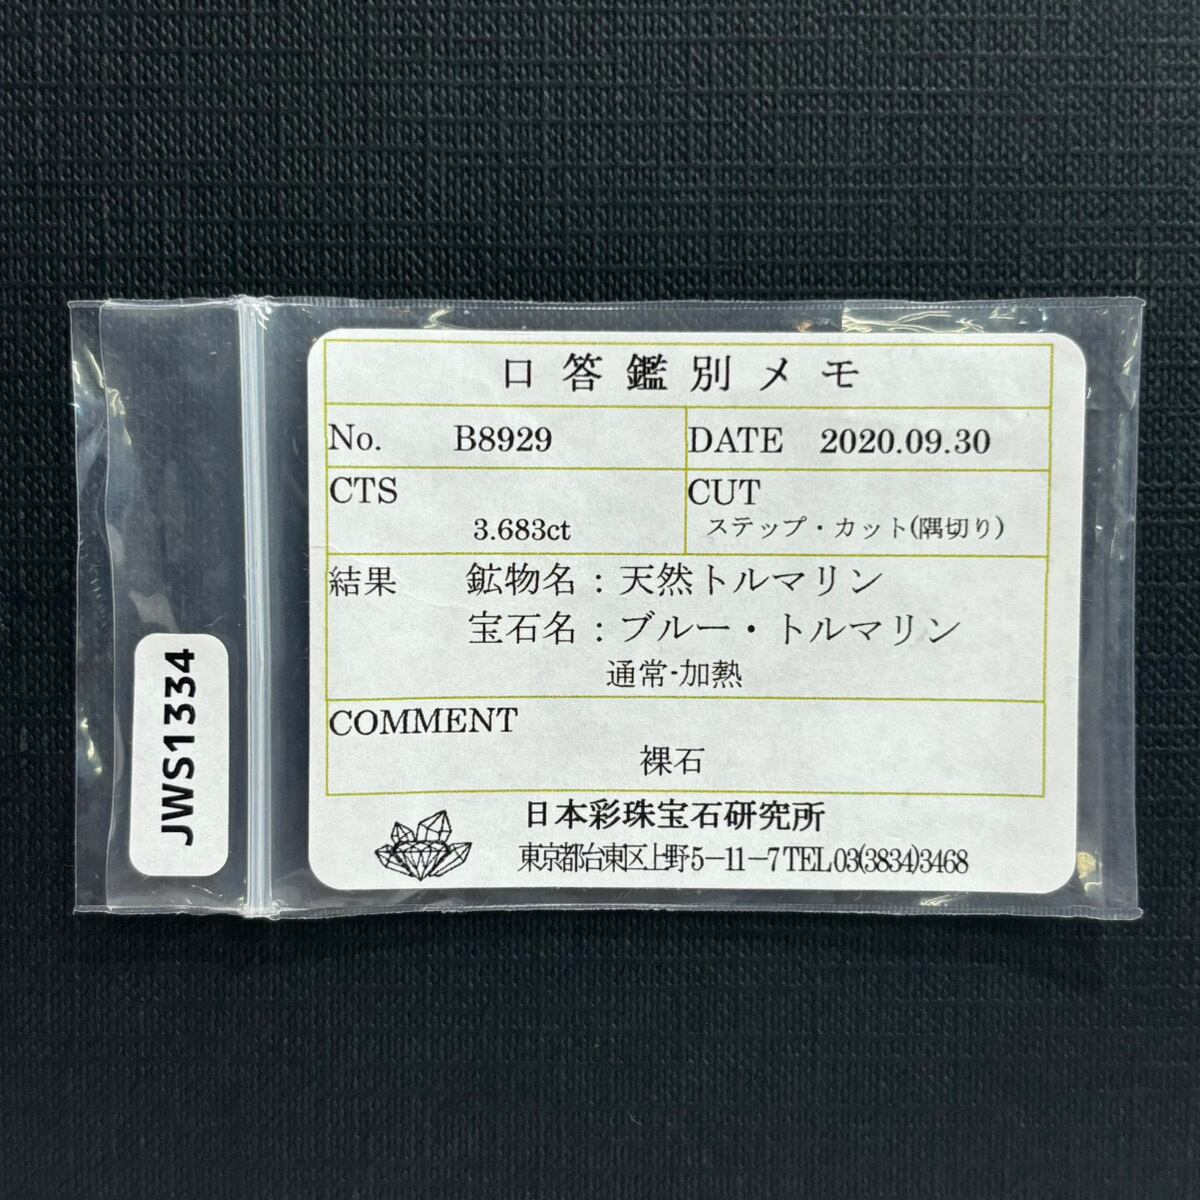 口答鑑別メモ
No. B8929 DATE 2020.09.30
CTS CUT
3.683ct ステップ・カット(隅切り)
結果 鉱物名：天然トルマリン
宝石名：ブルー・トルマリン
通常-加熱
COMMENT
裸石
日本彩珠宝石研究所
東京都台東区上野5−11−7 TEL 03(3834)3468
JWS1334